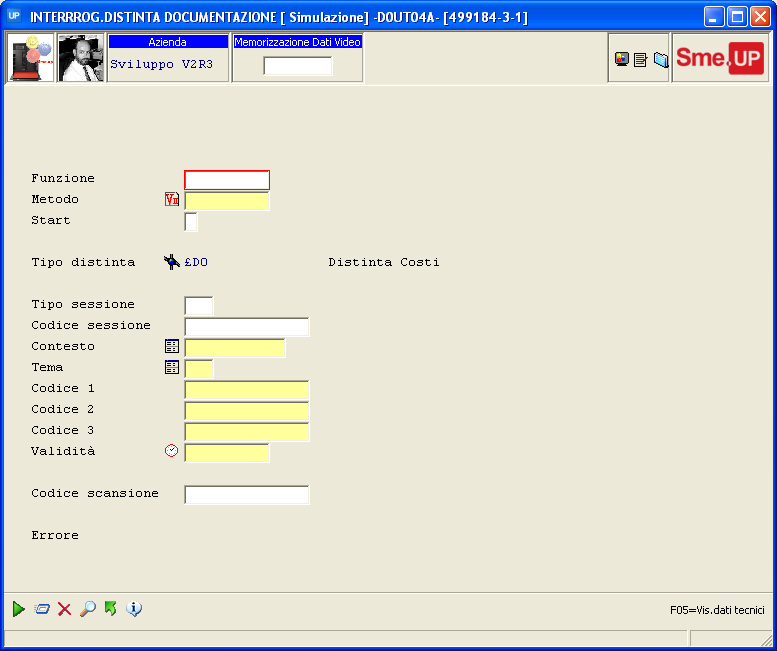 UP INTERRROG.DISTINTA DOCUMENTAZIONE [ Simulazione] -D0UT04A- [499184-3-1]
Azienda
Sviluppo V2R3
Memorizzazione Dati Video
Sme.UP
Funzione
Metodo
Start
Tipo distinta £DO Distinta Costi
Tipo sessione
Codice sessione
Contesto
Tema
Codice 1
Codice 2
Codice 3
Validità
Codice scansione
Errore
F05=Vis.dati tecnici